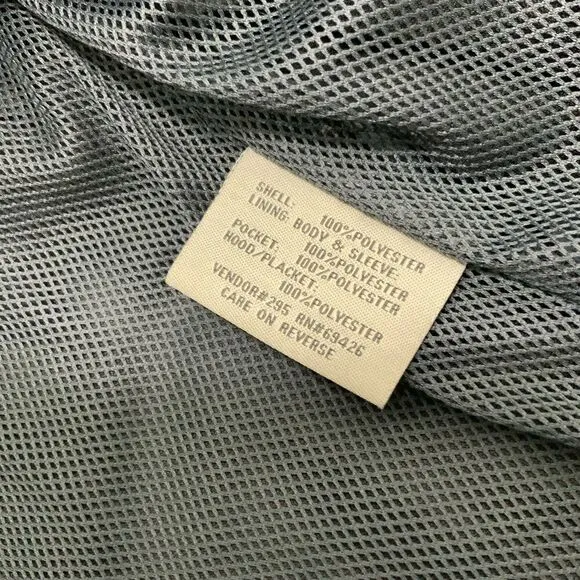 SHELL: 100%POLYESTER
LINING: BODY & SLEEVE:
100%POLYESTER
POCKET: 100%POLYESTER
HOOD/PLACKET:
100%POLYESTER
VENDOR#295 RN#69426
CARE ON REVERSE